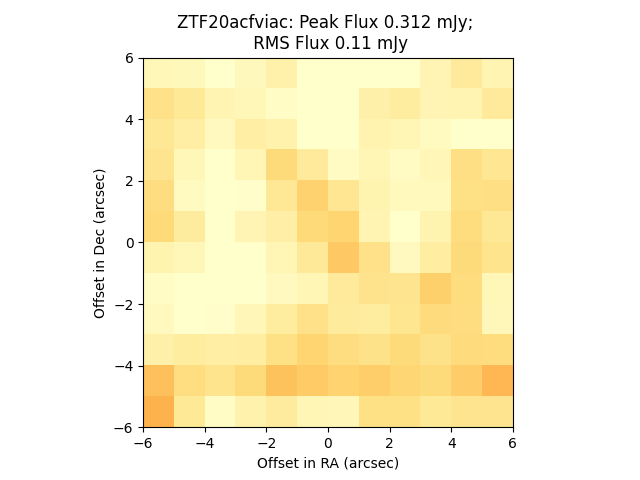 ZTF20acfviac: Peak Flux 0.312 mJy;
RMS Flux 0.11 mJy
6
4
2
0
−2
−4
−6
Offset in Dec (arcsec)
−6 −4 −2 0 2 4 6
Offset in RA (arcsec)